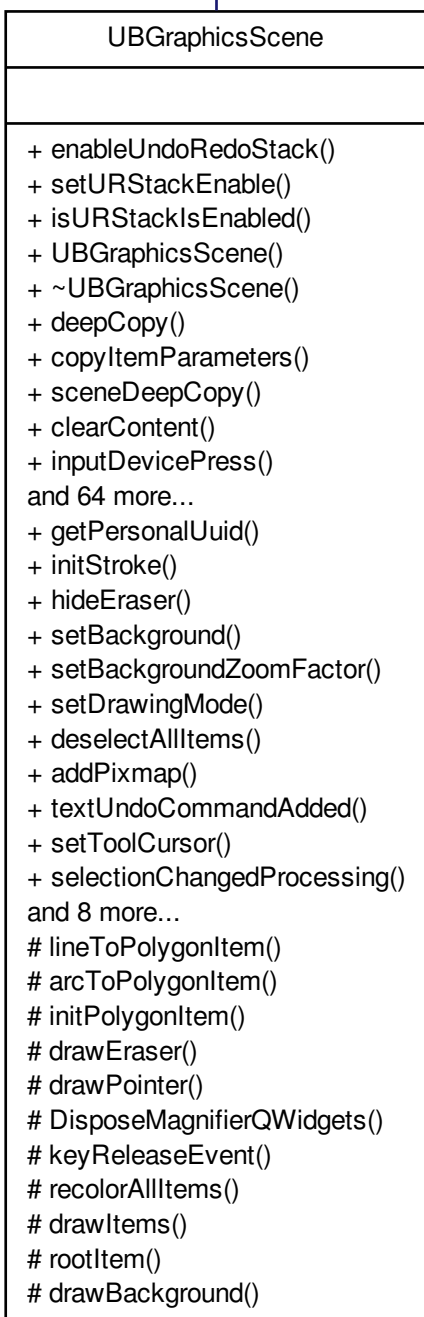 UBGraphicsScene
+ enableUndoRedoStack()
+ setURStackEnable()
+ isURStackIsEnabled()
+ UBGraphicsScene()
+ ~UBGraphicsScene()
+ deepCopy()
+ copyItemParameters()
+ sceneDeepCopy()
+ clearContent()
+ inputDevicePress()
and 64 more...
+ getPersonalUuid()
+ initStroke()
+ hideEraser()
+ setBackground()
+ setBackgroundZoomFactor()
+ setDrawingMode()
+ deselectAllItems()
+ addPixmap()
+ textUndoCommandAdded()
+ setToolCursor()
+ selectionChangedProcessing()
and 8 more...
# lineToPolygonItem()
# arcToPolygonItem()
# initPolygonItem()
# drawEraser()
# drawPointer()
# DisposeMagnifierQWidgets()
# keyReleaseEvent()
# recolorAllItems()
# drawItems()
# rootItem()
# drawBackground()